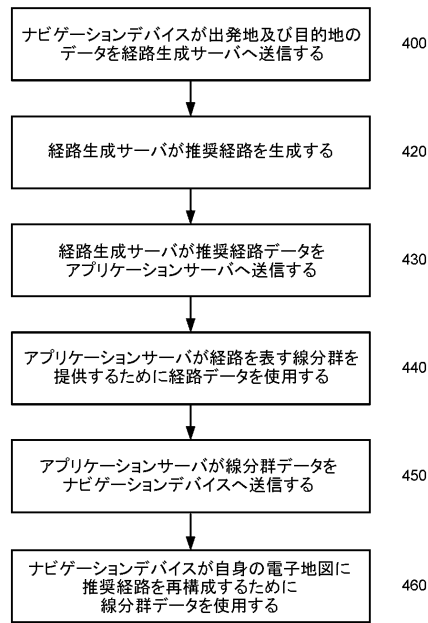 ナビゲーションデバイスが出発地及び目的地の
データを経路生成サーバへ送信する
400
経路生成サーバが推奨経路を生成する
420
経路生成サーバが推奨経路データを
アプリケーションサーバへ送信する
430
アプリケーションサーバが経路を表す線分群を
提供するために経路データを使用する
440
アプリケーションサーバが線分群データを
ナビゲーションデバイスへ送信する
450
ナビゲーションデバイスが自身の電子地図に
推奨経路を再構成するために
線分群データを使用する
460